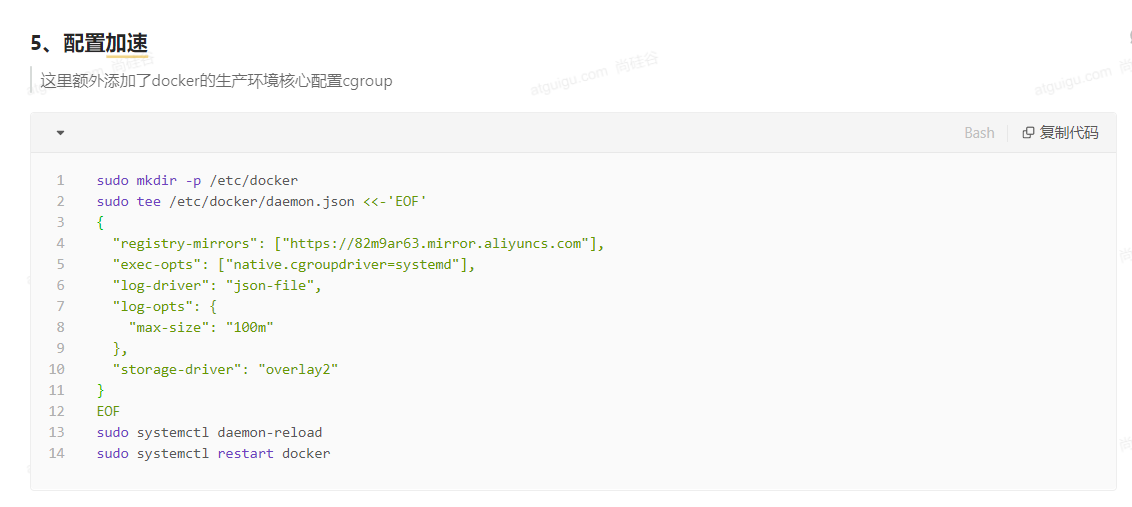 5、配置加速
这里额外添加了docker的生产环境核心配置cgroup
atguigu.com 尚硅谷
Bash 复制代码
1 sudo mkdir -p /etc/docker
2 sudo tee /etc/docker/daemon.json <<-'EOF'
3 {
4   "registry-mirrors": ["https://82m9ar63.mirror.aliyuncs.com"],
5   "exec-opts": ["native.cgroupdriver=systemd"],
6   "log-driver": "json-file",
7   "log-opts": {
8     "max-size": "100m"
9   },
10   "storage-driver": "overlay2"
11 }
12 EOF
13 sudo systemctl daemon-reload
14 sudo systemctl restart docker